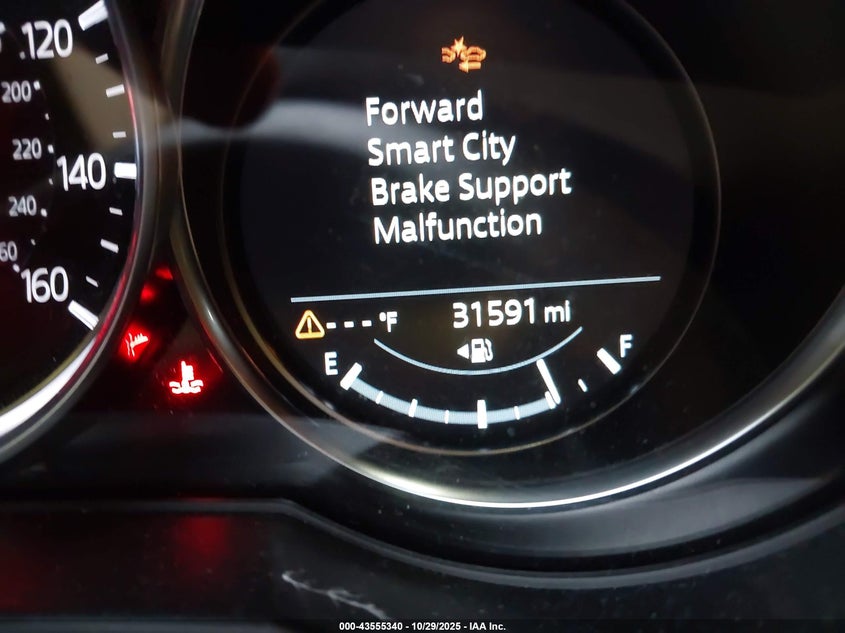 120
200
220
140
240
160
Forward
Smart City
Brake Support
Malfunction
---°F 31591 mi
E F
000-43555340 - 10/29/2025 - IAA Inc.